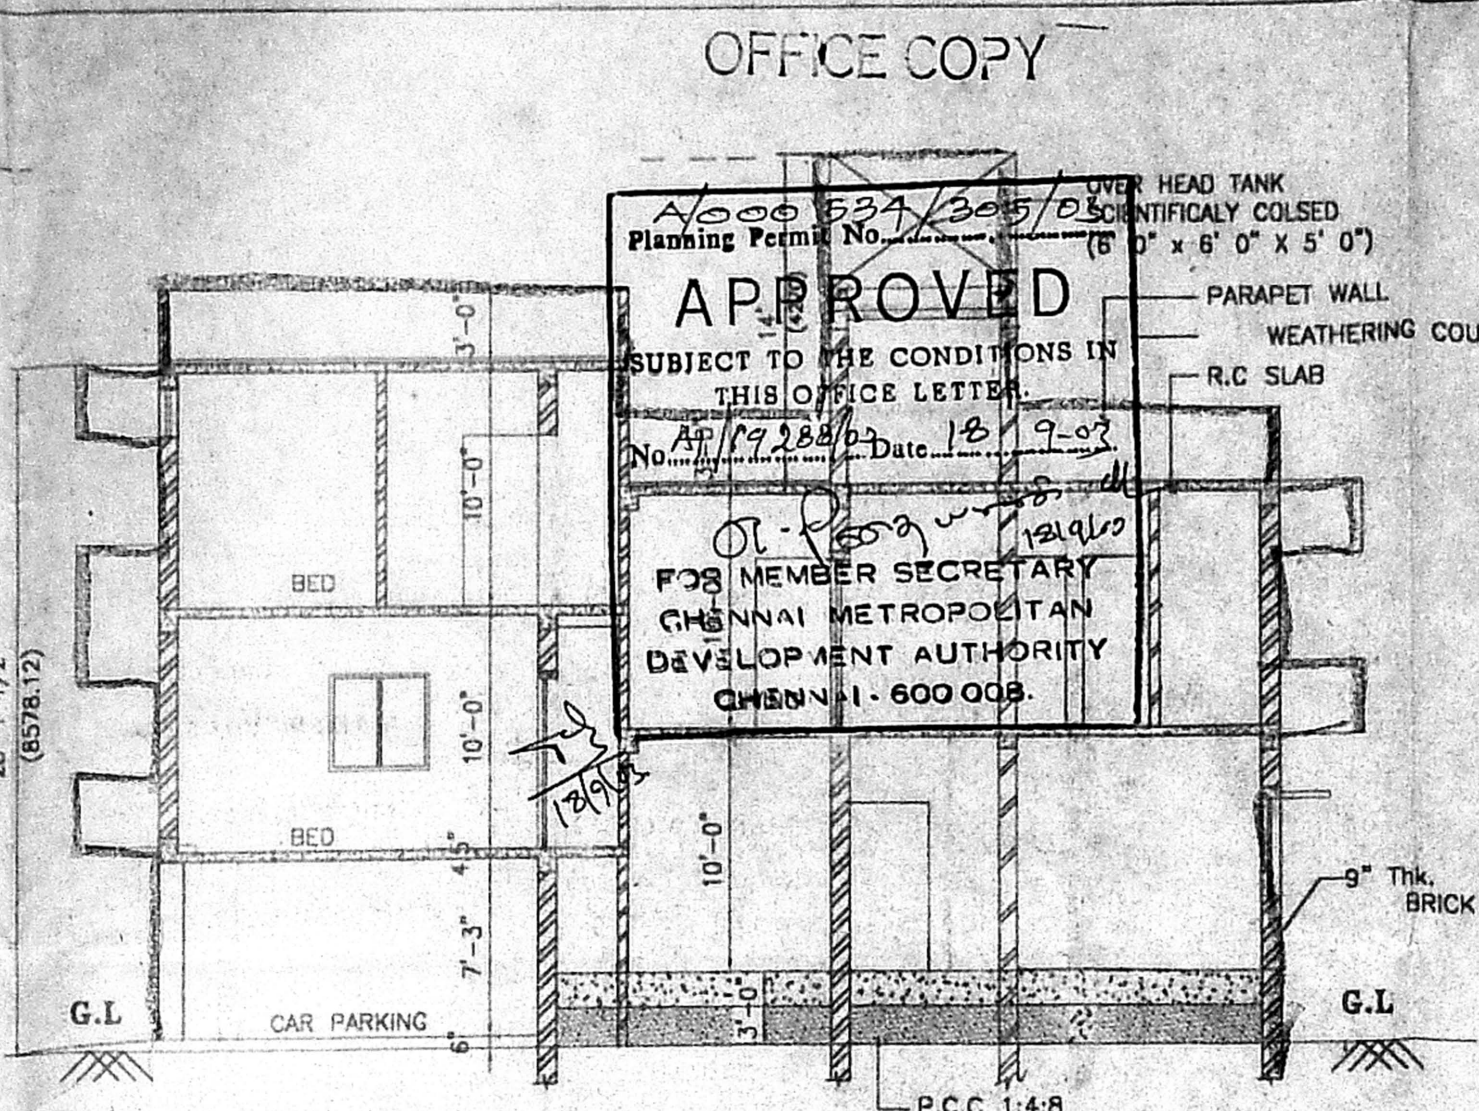 OFFICE COPY
A/000 534/305/03
Planning Permit No.
APPROVED
SUBJECT TO THE CONDITIONS IN
THIS OFFICE LETTER.
No. Date 18 9-03
18/9/03
FOR MEMBER SECRETARY
CHENNAI METROPOLITAN
DEVELOPMENT AUTHORITY
CHENNAI - 600 008.
OVER HEAD TANK
SCIENTIFICALY COLSED
(6' 0" x 6' 0" X 5' 0")
PARAPET WALL
WEATHERING COU
R.C SLAB
3'-0"
10'-0"
BED
10'-0"
BED
18/9/03
(8578.12)
4.5"
7'-3"
6"
10'-0"
3'-0"
9" Thk.
BRICK
G.L
CAR PARKING
G.L
P.C.C 1:4:8